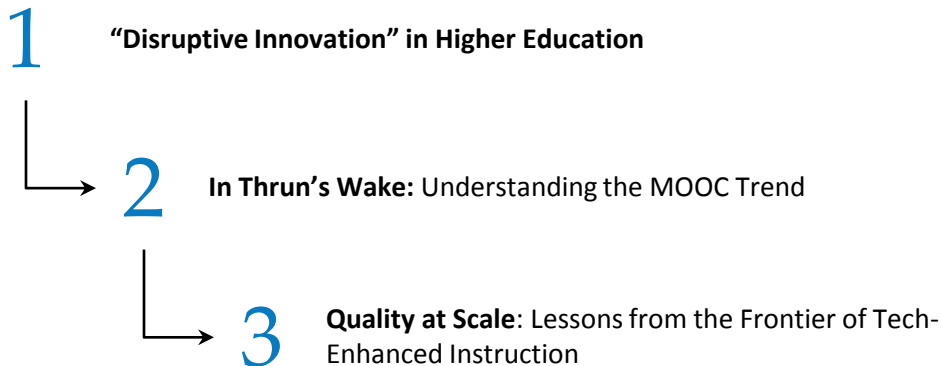 1 “Disruptive Innovation” in Higher Education
2 In Thrun’s Wake: Understanding the MOOC Trend
3 Quality at Scale: Lessons from the Frontier of Tech-
Enhanced Instruction